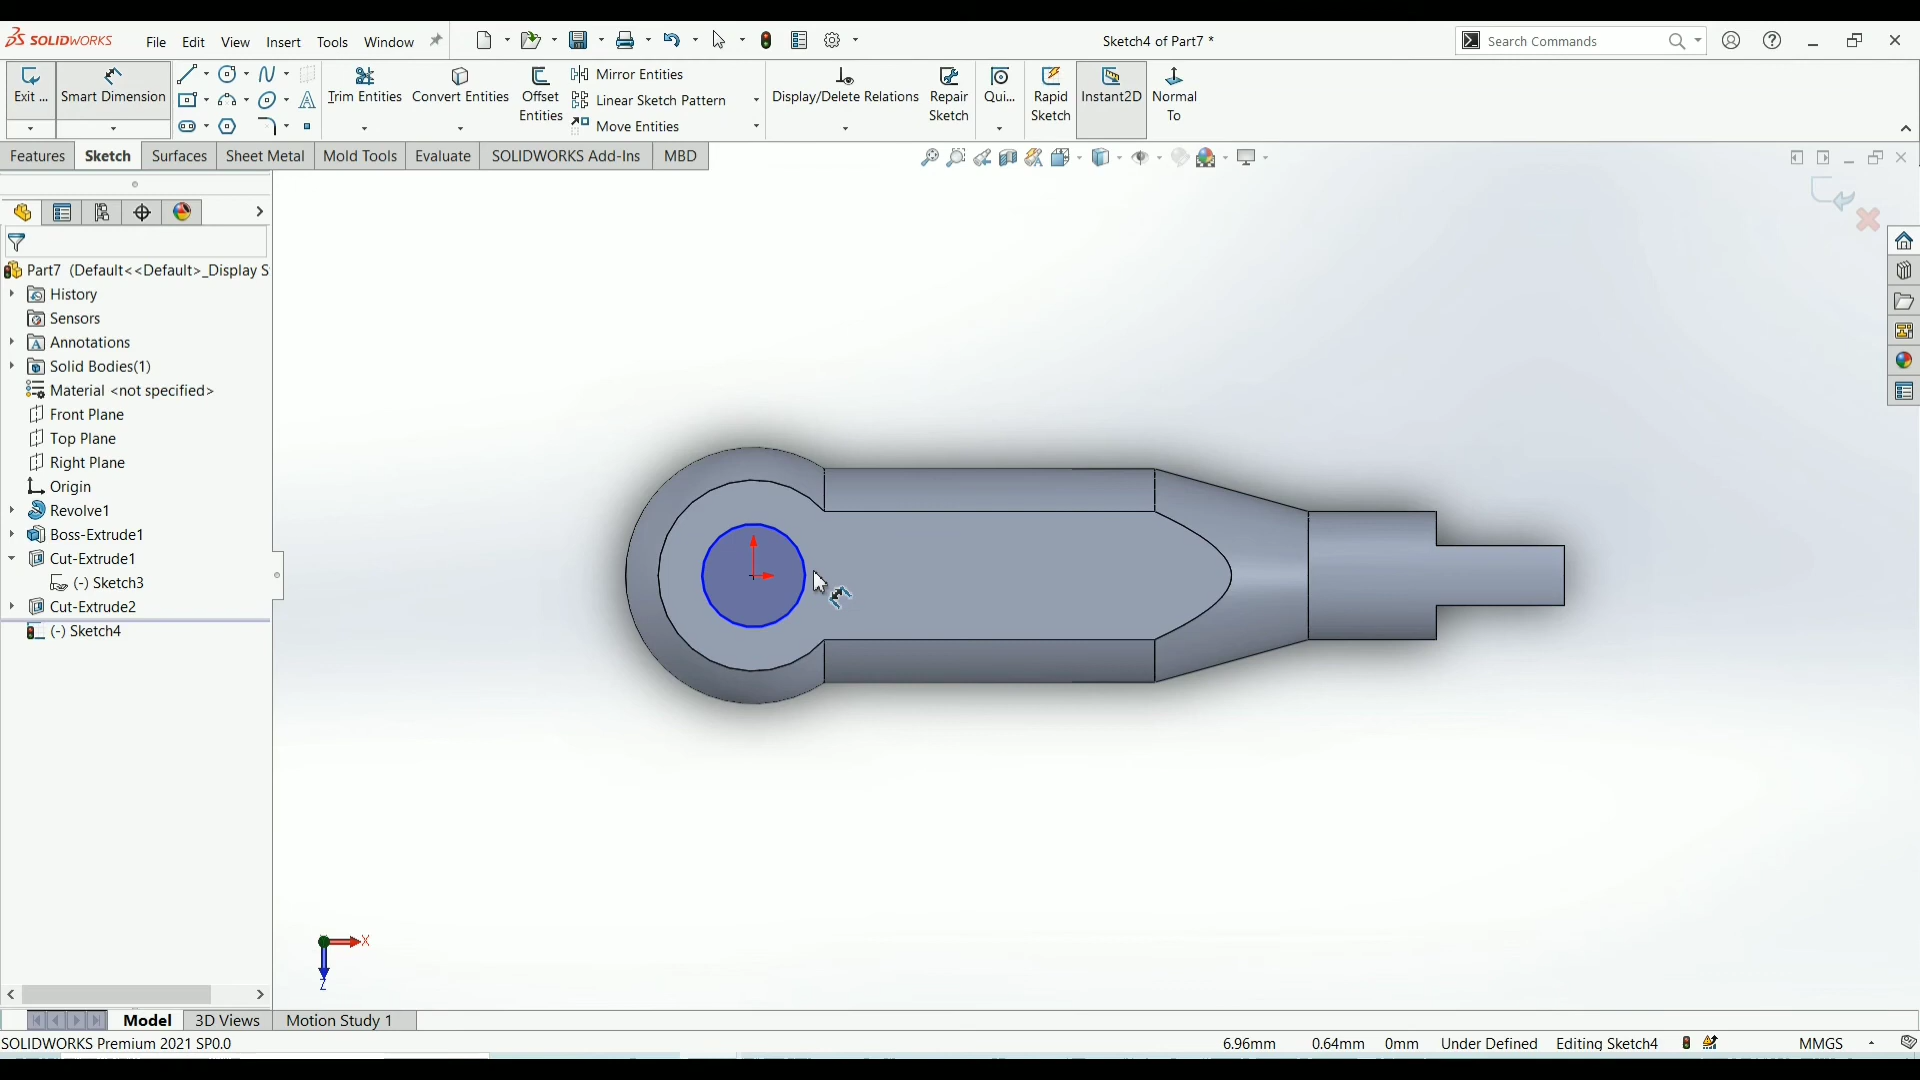 SOLIDWORKS
File Edit View Insert Tools Window
Sketch4 of Part7 *
Search Commands
Exit ...
Smart Dimension
Trim Entities
Convert Entities
Offset Entities
Mirror Entities
Linear Sketch Pattern
Move Entities
Display/Delete Relations
Repair Sketch
Qui...
Rapid Sketch
Instant2D
Normal To
Features Sketch Surfaces Sheet Metal Mold Tools Evaluate SOLIDWORKS Add-Ins MBD
Part7 (Default<<Default>_Display S
History
Sensors
Annotations
Solid Bodies(1)
Material <not specified>
Front Plane
Top Plane
Right Plane
Origin
Revolve1
Boss-Extrude1
Cut-Extrude1
(-) Sketch3
Cut-Extrude2
(-) Sketch4
X
Z
Model 3D Views Motion Study 1
SOLIDWORKS Premium 2021 SP0.0
6.96mm 0.64mm 0mm Under Defined Editing Sketch4 MMGS